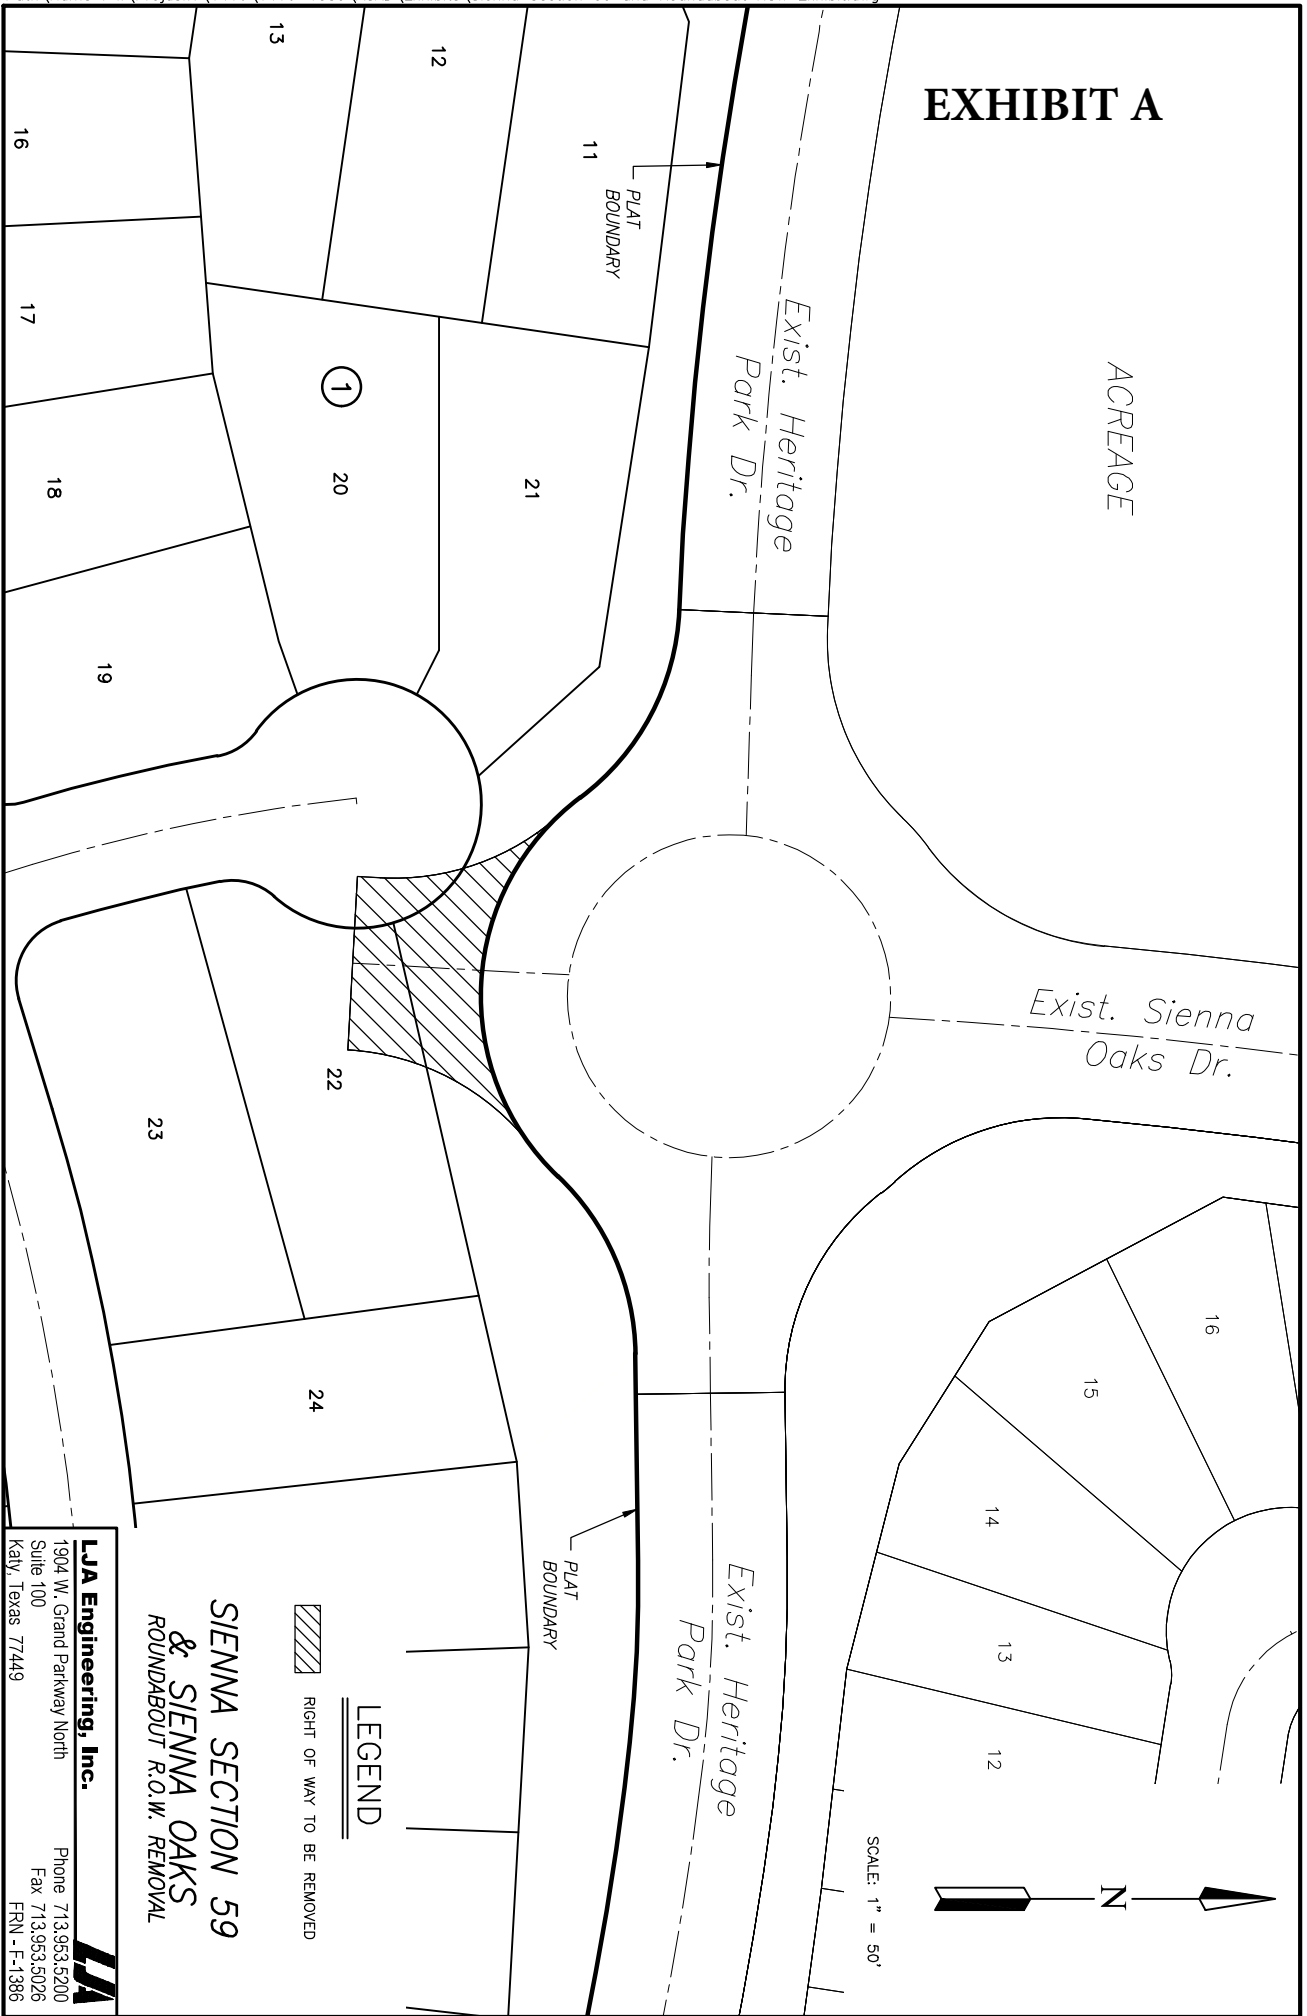 EXHIBIT A
ACREAGE
Exist. Heritage
Park Dr.
PLAT
BOUNDARY
Exist. Sienna
Oaks Dr.
Exist. Heritage
Park Dr.
PLAT
BOUNDARY
13
12
11
16
17
18
19
1
20
21
22
23
24
16
15
14
13
12
N
SCALE: 1" = 50'
LEGEND
RIGHT OF WAY TO BE REMOVED
SIENNA SECTION 59
& SIENNA OAKS
ROUNDABOUT R.O.W. REMOVAL
LJA Engineering, Inc.
1904 W. Grand Parkway North
Suite 100
Katy, Texas 77449
Phone 713.953.5200
Fax 713.953.5026
FRN - F-1386
LJA